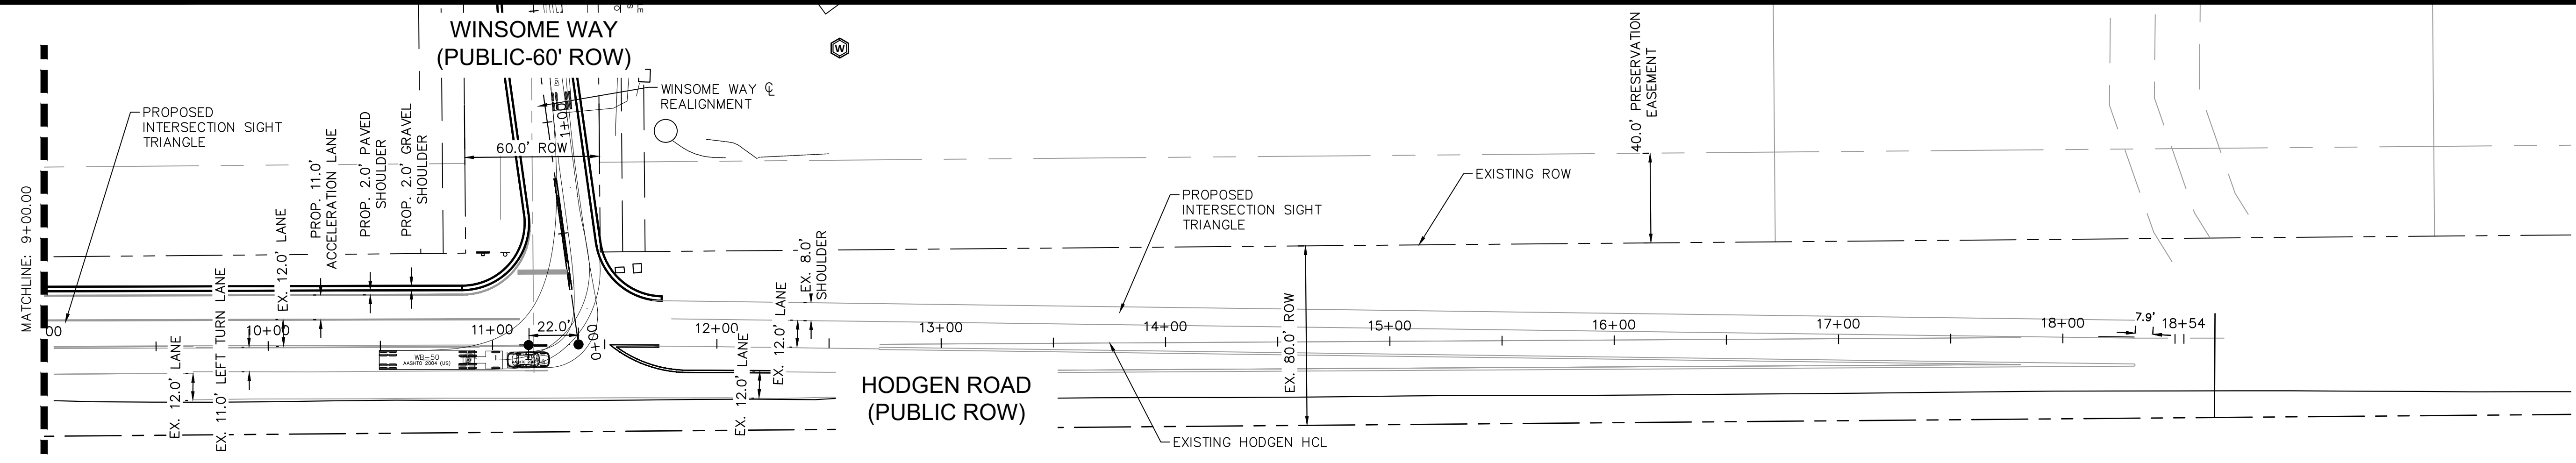 WINSOME WAY
(PUBLIC-60' ROW)
W
WINSOME WAY ℄
REALIGNMENT
PROPOSED
INTERSECTION SIGHT
TRIANGLE
PROP. 11.0'
ACCELERATION LANE
PROP. 2.0' PAVED
SHOULDER
PROP. 2.0' GRAVEL
SHOULDER
1+00
60.0' ROW
40.0' PRESERVATION
EASEMENT
EXISTING ROW
PROPOSED
INTERSECTION SIGHT
TRIANGLE
MATCHLINE: 9+00.00
EX. 12.0' LANE
EX. 8.0'
SHOULDER
EX. 12.0' LANE
00
10+00
11+00
22.0'
0+00
12+00
13+00
14+00
15+00
16+00
17+00
18+00
7.9'
18+54
WB-50
AASHTO 2004 (US)
EX. 12.0' LANE
EX. 11.0' LEFT TURN LANE
EX. 12.0' LANE
EX. 80.0' ROW
HODGEN ROAD
(PUBLIC ROW)
EXISTING HODGEN HCL